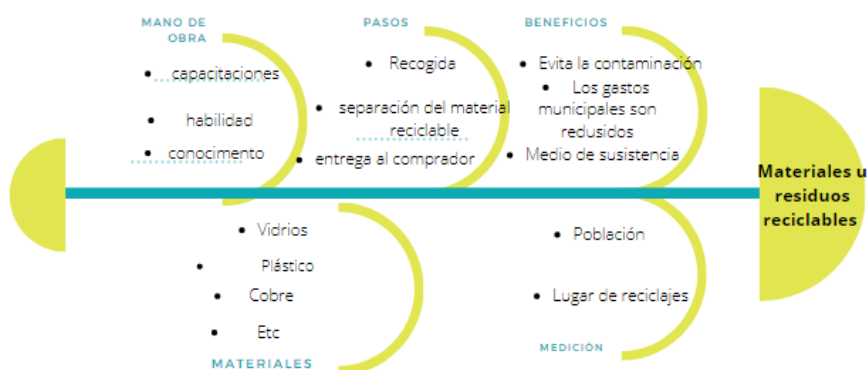 MANO DE
OBRA
• capacitaciones
• habilidad
• conocimento
PASOS
• Recogida
• separación del material
reciclable
• entrega al comprador
BENEFICIOS
• Evita la contaminación
• Los gastos
municipales son
redusidos
• Medio de susistencia
Materiales u
residuos
reciclables
• Vidrios
• Plástico
• Cobre
• Etc
MATERIALES
• Población
• Lugar de reciclajes
MEDICIÓN